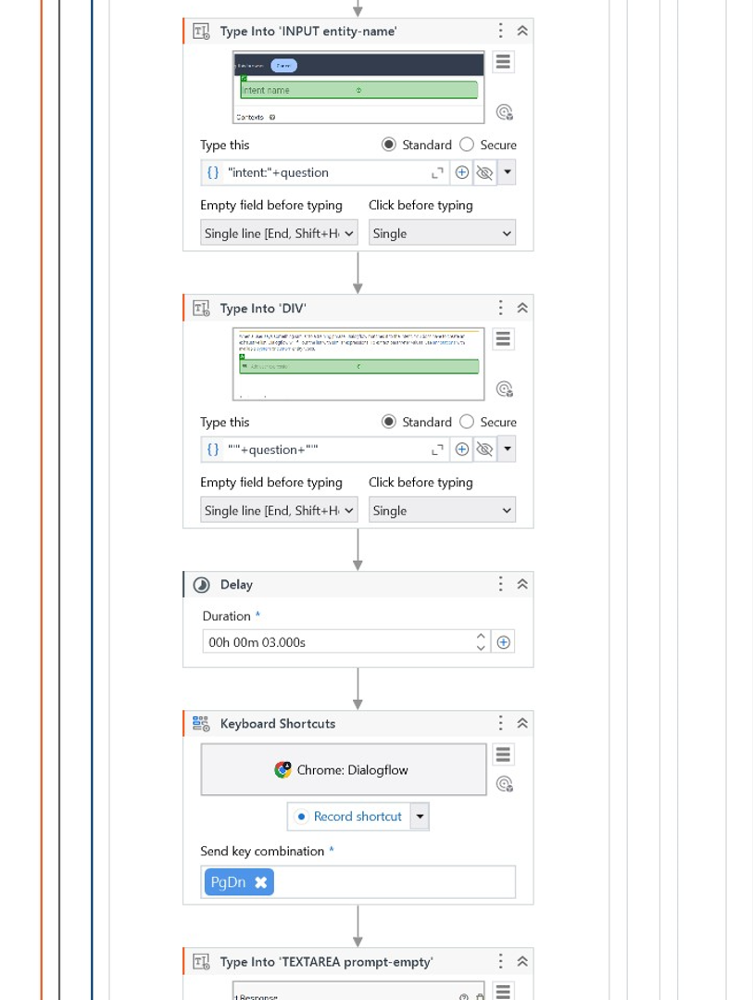 Type Into 'INPUT entity-name'
Cancel
Intent name
Contexts
Type this
Standard Secure
{} "intent:"+question
Empty field before typing Click before typing
Single line [End, Shift+H Single
Type Into 'DIV'
Type this
Standard Secure
{} "'"+question+"'"
Empty field before typing Click before typing
Single line [End, Shift+H Single
Delay
Duration *
00h 00m 03.000s
Keyboard Shortcuts
Chrome: Dialogflow
Record shortcut
Send key combination *
PgDn
Type Into 'TEXTAREA prompt-empty'
t Response